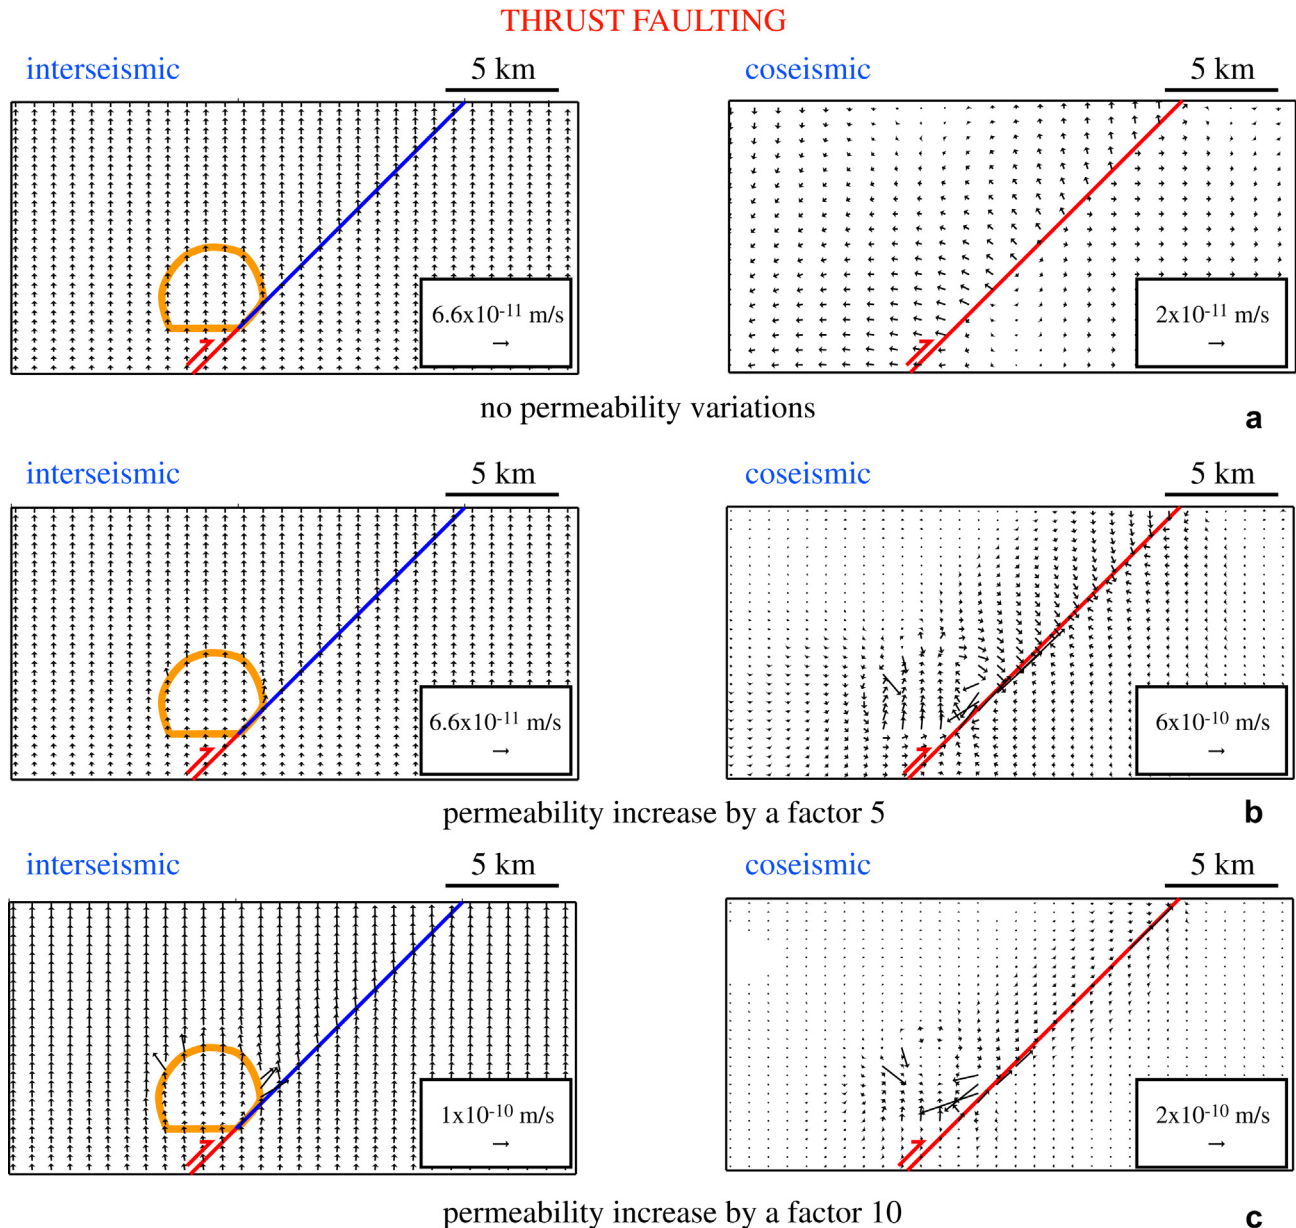 THRUST FAULTING
interseismic
5 km
coseismic
5 km
6.6x10⁻¹¹ m/s
→
2x10⁻¹¹ m/s
→
no permeability variations
a
interseismic
5 km
coseismic
5 km
6.6x10⁻¹¹ m/s
→
6x10⁻¹⁰ m/s
→
permeability increase by a factor 5
b
interseismic
5 km
coseismic
5 km
1x10⁻¹⁰ m/s
→
2x10⁻¹⁰ m/s
→
permeability increase by a factor 10
c